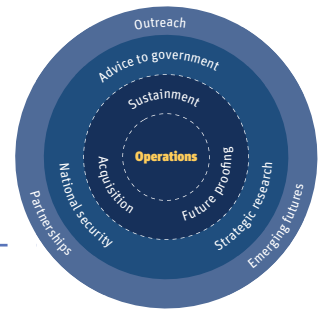 Outreach
Advice to government
Sustainment
Operations
Acquisition
Future proofing
National security
Strategic research
Partnerships
Emerging futures